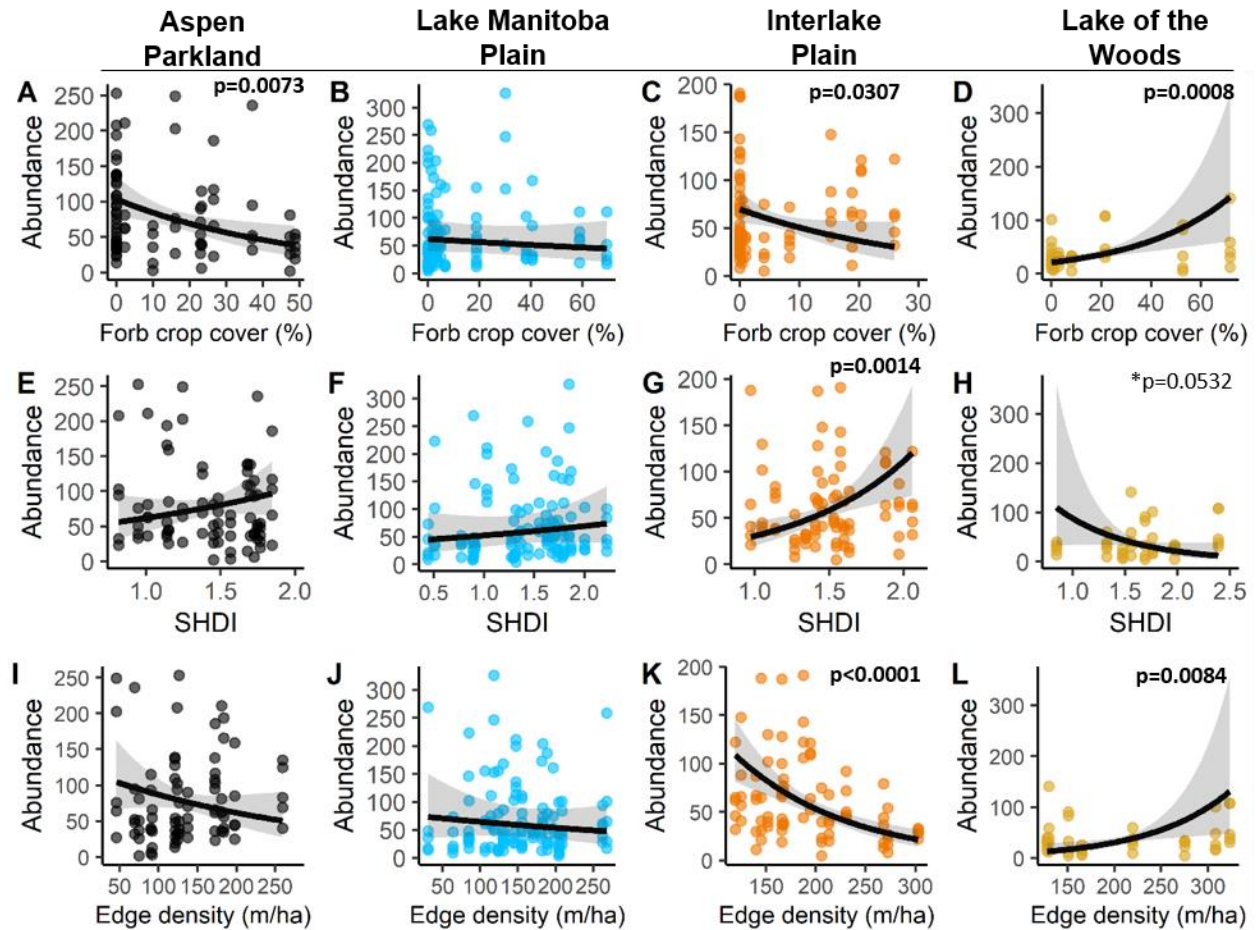 Aspen Parkland
Lake Manitoba Plain
Interlake Plain
Lake of the Woods
A
p=0.0073
250
200
150
100
50
0
Abundance
0 10 20 30 40 50
Forb crop cover (%)
B
300
250
200
150
100
50
0
Abundance
0 20 40 60
Forb crop cover (%)
C
p=0.0307
200
150
100
50
0
Abundance
0 10 20 30
Forb crop cover (%)
D
p=0.0008
300
200
100
0
Abundance
0 20 40 60
Forb crop cover (%)
E
250
200
150
100
50
0
Abundance
1.0 1.5 2.0
SHDI
F
300
250
200
150
100
50
0
Abundance
0.5 1.0 1.5 2.0
SHDI
G
p=0.0014
200
150
100
50
0
Abundance
1.0 1.5 2.0
SHDI
H
*p=0.0532
300
200
100
0
Abundance
1.0 1.5 2.0 2.5
SHDI
I
250
200
150
100
50
0
Abundance
50 100 150 200 250
Edge density (m/ha)
J
300
250
200
150
100
50
0
Abundance
50 100 150 200 250
Edge density (m/ha)
K
p<0.0001
200
150
100
50
0
Abundance
150 200 250 300
Edge density (m/ha)
L
p=0.0084
300
200
100
0
Abundance
150 200 250 300
Edge density (m/ha)